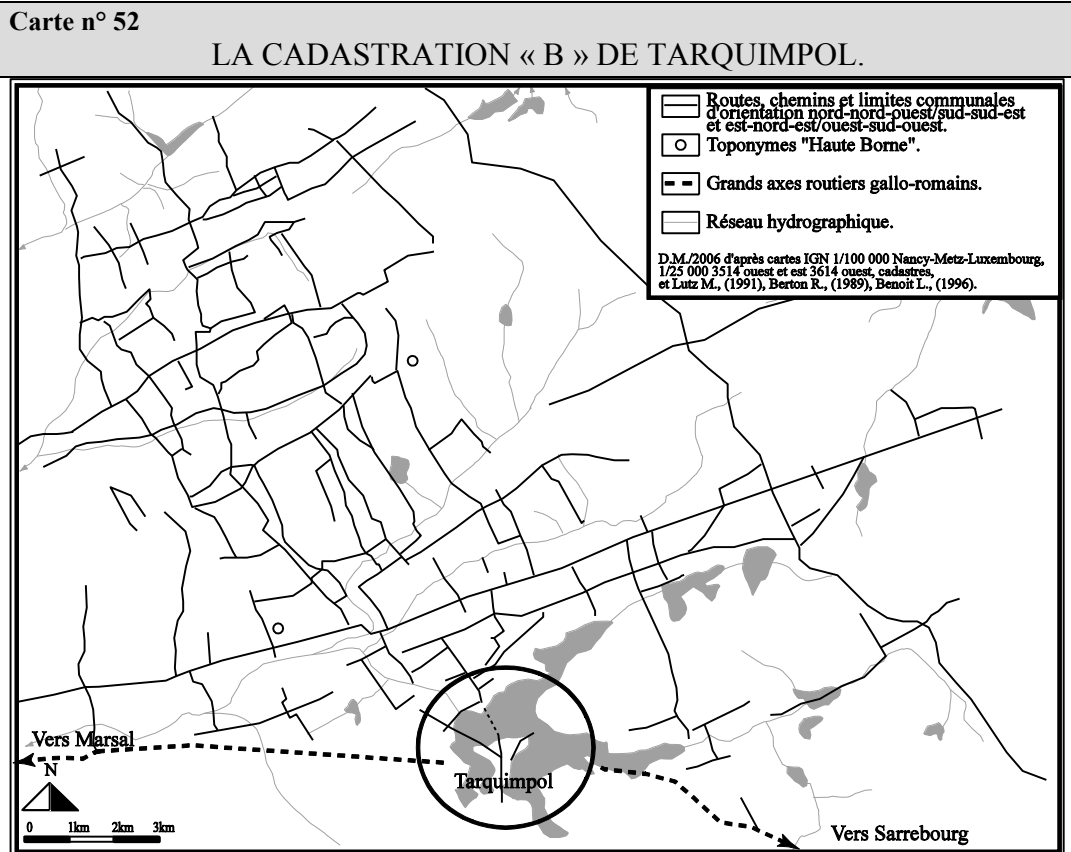 Carte n° 52
LA CADASTRATION « B » DE TARQUIMPOL.
Routes, chemins et limites communales
d'orientation nord-nord-ouest/sud-sud-est
et est-nord-est/ouest-sud-ouest.
Toponymes "Haute Borne".
Grands axes routiers gallo-romains.
Réseau hydrographique.
D.M./2006 d'après cartes IGN 1/100 000 Nancy-Metz-Luxembourg,
1/25 000 3514 ouest et est 3614 ouest, cadastres,
et Lutz M., (1991), Berton R., (1989), Benoit L., (1996).
Vers Marsal
Tarquimpol
Vers Sarrebourg
N
0 1km 2km 3km